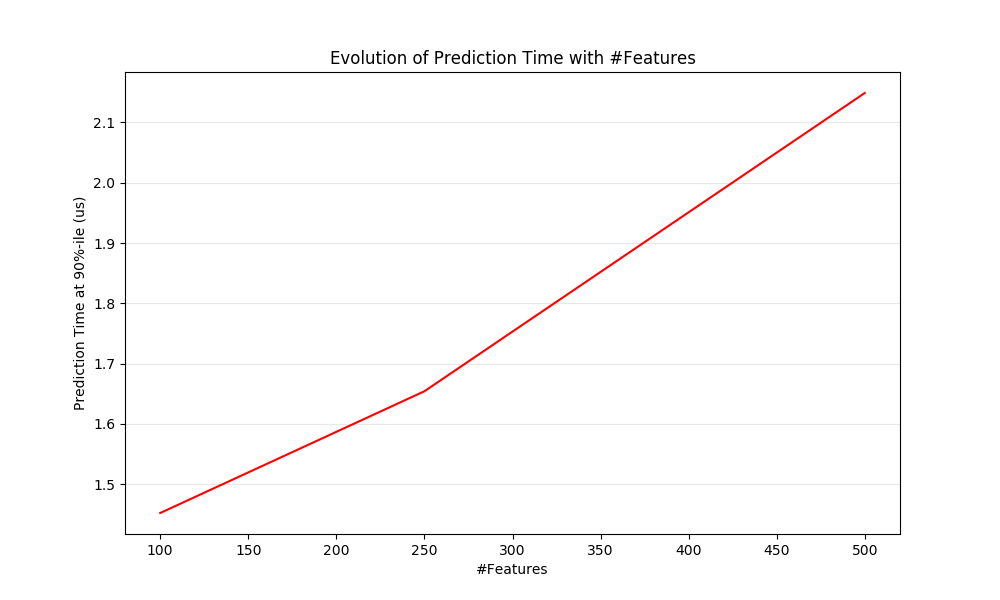 Evolution of Prediction Time with #Features
Prediction Time at 90%-ile (us)
2.1
2.0
1.9
1.8
1.7
1.6
1.5
100 150 200 250 300 350 400 450 500
#Features